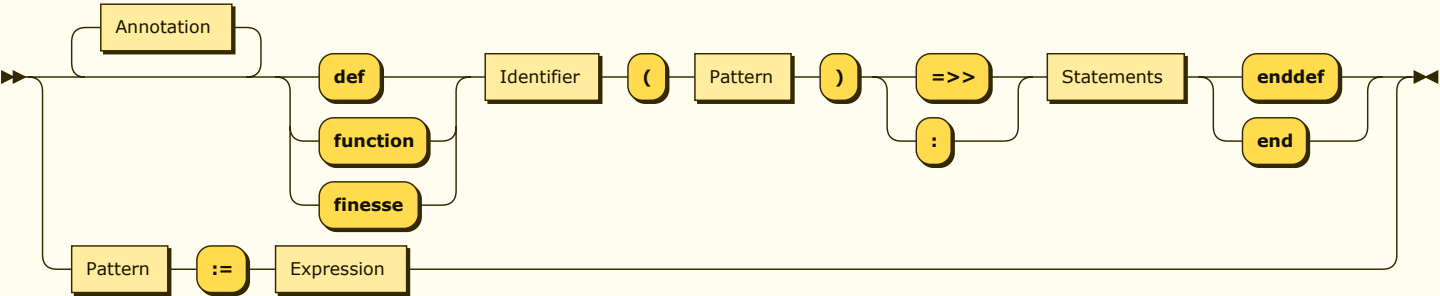 Annotation
def Identifier ( Pattern ) =>> Statements enddef
function : end
finesse
Pattern := Expression